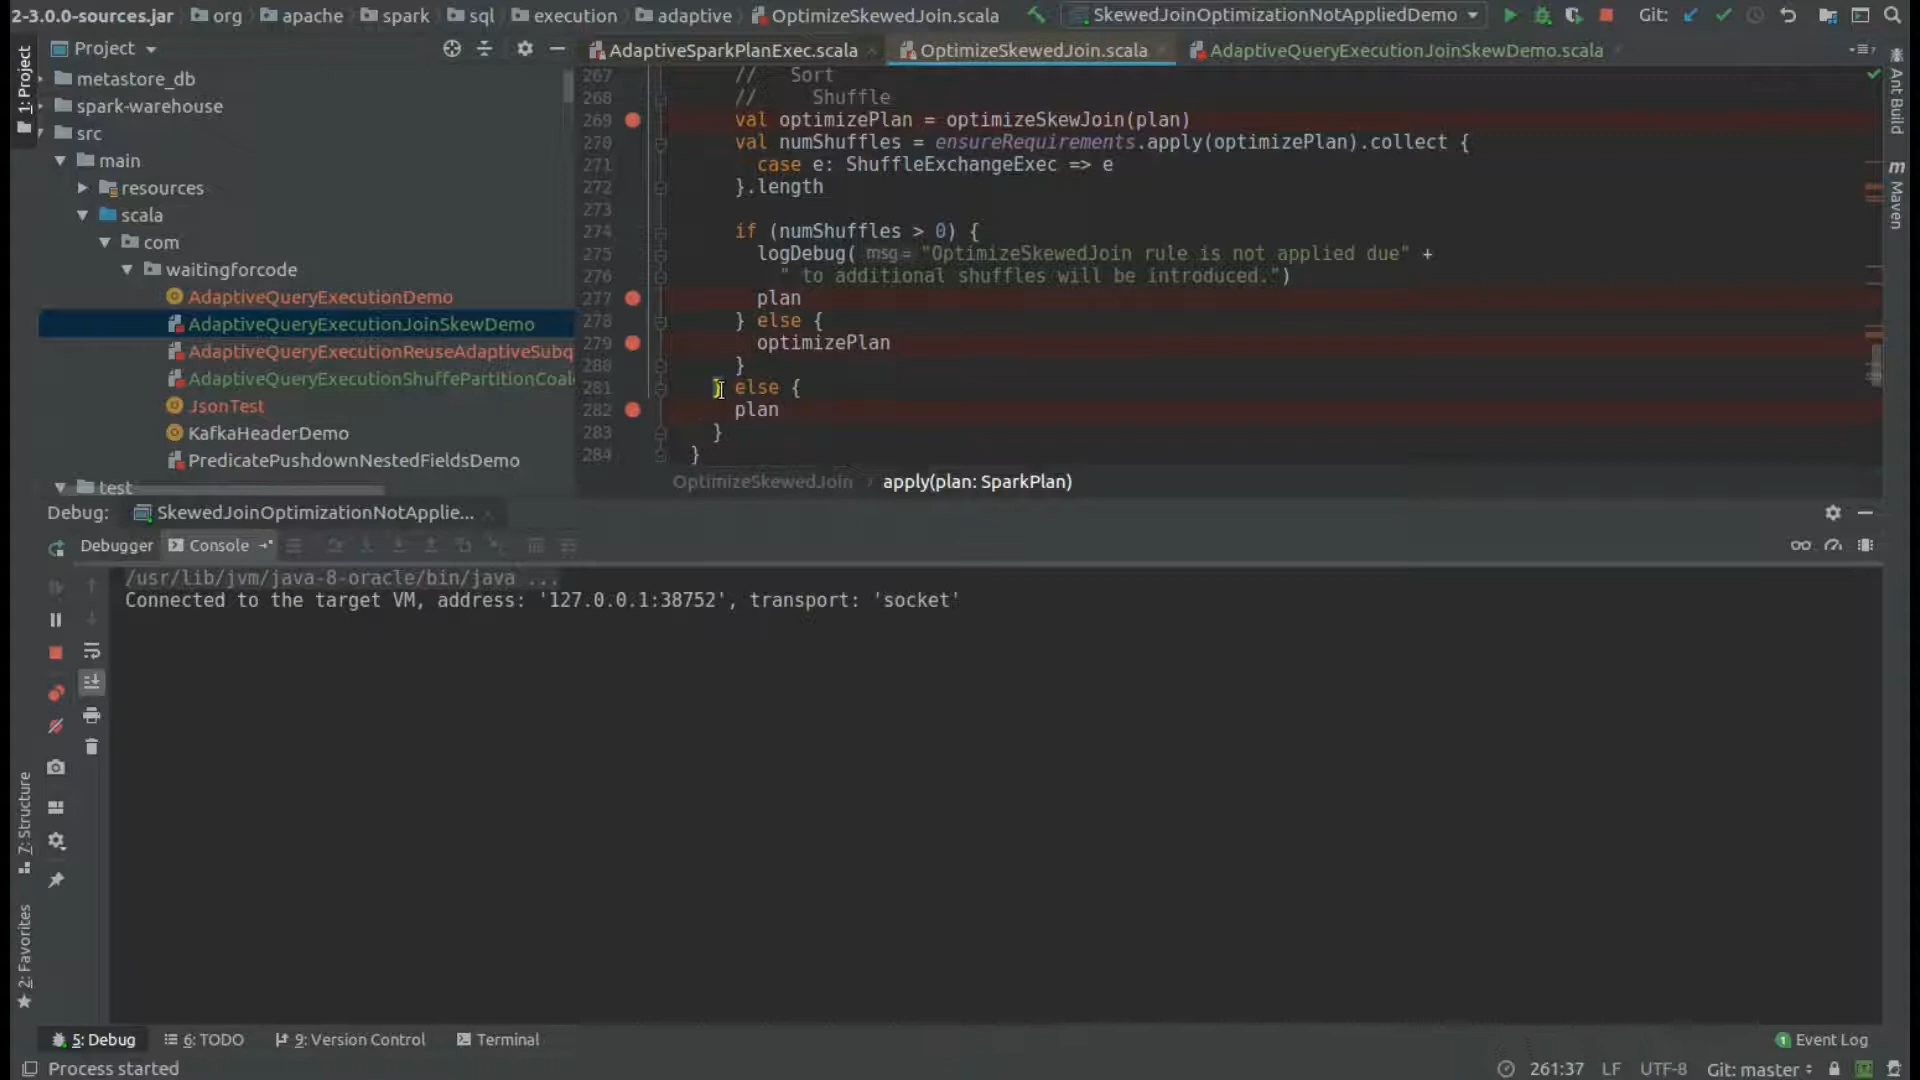 2-3.0.0-sources.jar org apache spark sql execution adaptive OptimizeSkewedJoin.scala SkewedJoinOptimizationNotAppliedDemo Git:
1: Project
Project
metastore_db
spark-warehouse
src
main
resources
scala
com
waitingforcode
AdaptiveQueryExecutionDemo
AdaptiveQueryExecutionJoinSkewDemo
AdaptiveQueryExecutionReuseAdaptiveSubq
AdaptiveQueryExecutionShuffePartitionCoal
JsonTest
KafkaHeaderDemo
PredicatePushdownNestedFieldsDemo
test
AdaptiveSparkPlanExec.scala OptimizeSkewedJoin.scala AdaptiveQueryExecutionJoinSkewDemo.scala
267 // Sort
268 // Shuffle
269 val optimizePlan = optimizeSkewJoin(plan)
270 val numShuffles = ensureRequirements.apply(optimizePlan).collect {
271 case e: ShuffleExchangeExec => e
272 }.length
273
274 if (numShuffles > 0) {
275 logDebug( msg = "OptimizeSkewedJoin rule is not applied due" +
276 " to additional shuffles will be introduced.")
277 plan
278 } else {
279 optimizePlan
280 }
281 } else {
282 plan
283 }
284 }
OptimizeSkewedJoin › apply(plan: SparkPlan)
Ant Build
Maven
Debug: SkewedJoinOptimizationNotApplie...
Debugger Console
/usr/lib/jvm/java-8-oracle/bin/java ...
Connected to the target VM, address: '127.0.0.1:38752', transport: 'socket'
7: Structure
2: Favorites
5: Debug 6: TODO 9: Version Control Terminal 1 Event Log
Process started 261:37 LF UTF-8 Git: master